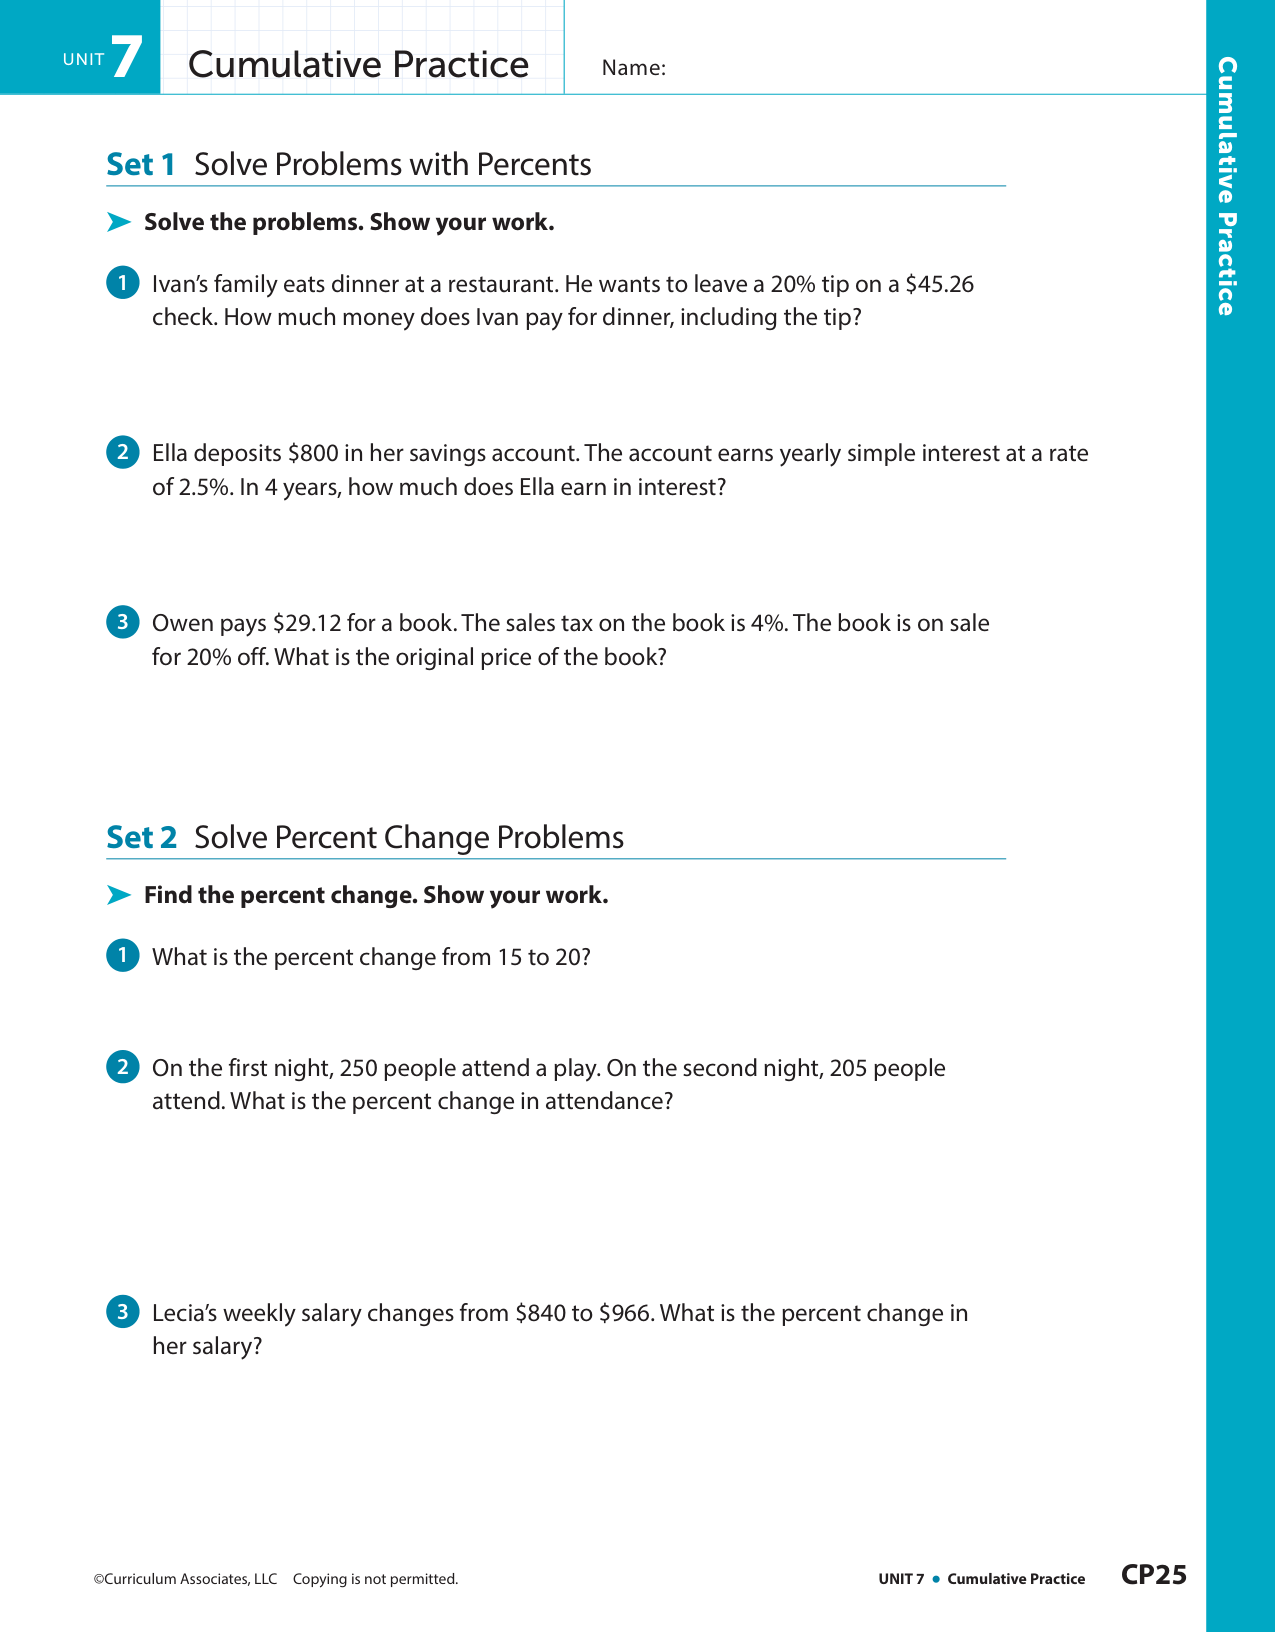 UNIT 7
Cumulative Practice
Name:
Cumulative Practice
Set 1 Solve Problems with Percents
➤ Solve the problems. Show your work.
1 Ivan’s family eats dinner at a restaurant. He wants to leave a 20% tip on a $45.26
check. How much money does Ivan pay for dinner, including the tip?
2 Ella deposits $800 in her savings account. The account earns yearly simple interest at a rate
of 2.5%. In 4 years, how much does Ella earn in interest?
3 Owen pays $29.12 for a book. The sales tax on the book is 4%. The book is on sale
for 20% off. What is the original price of the book?
Set 2 Solve Percent Change Problems
➤ Find the percent change. Show your work.
1 What is the percent change from 15 to 20?
2 On the first night, 250 people attend a play. On the second night, 205 people
attend. What is the percent change in attendance?
3 Lecia’s weekly salary changes from $840 to $966. What is the percent change in
her salary?
©Curriculum Associates, LLC Copying is not permitted.
UNIT 7 • Cumulative Practice CP25